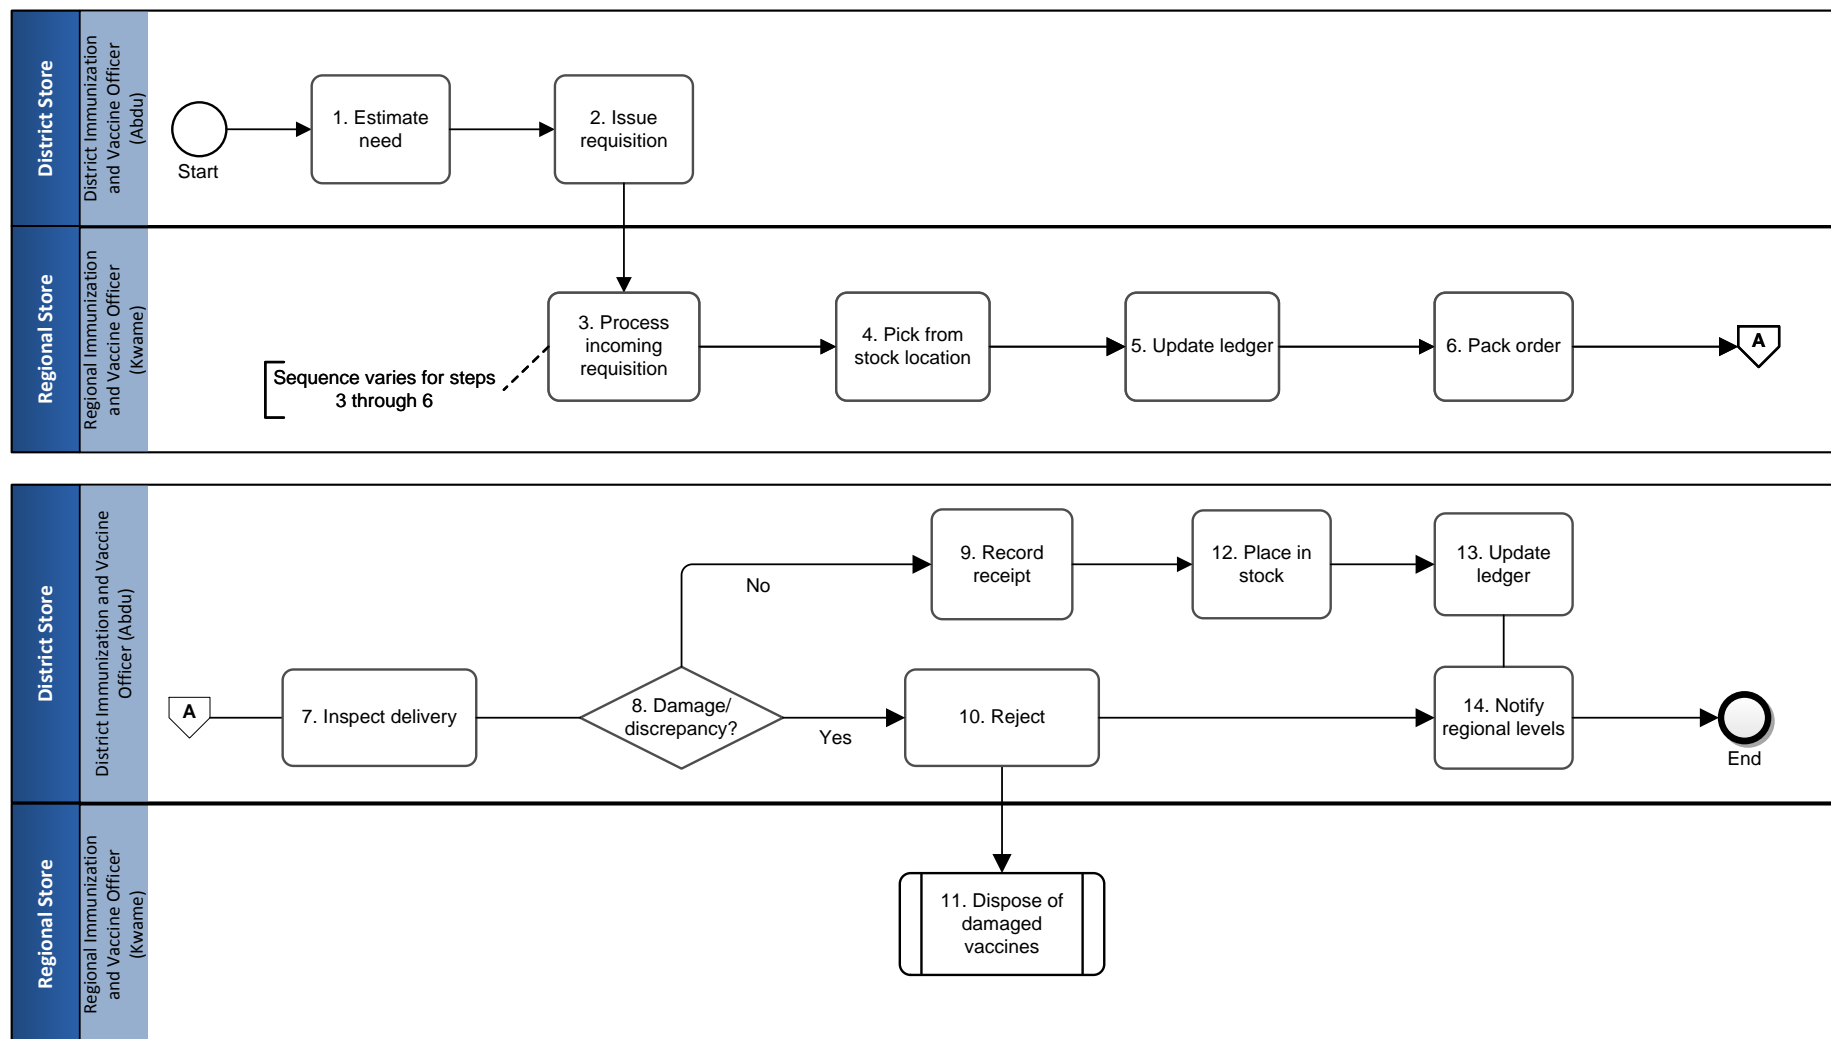 District Store
District Immunization
and Vaccine Officer
(Abdu)
Start
1. Estimate
need
2. Issue
requisition
Regional Store
Regional Immunization
and Vaccine Officer
(Kwame)
Sequence varies for steps
3 through 6
3. Process
incoming
requisition
4. Pick from
stock location
5. Update ledger
6. Pack order
A
District Store
District Immunization and Vaccine
Officer (Abdu)
A
7. Inspect delivery
8. Damage/
discrepancy?
No
Yes
9. Record
receipt
12. Place in
stock
13. Update
ledger
10. Reject
14. Notify
regional levels
End
Regional Store
Regional Immunization
and Vaccine Officer
(Kwame)
11. Dispose of
damaged
vaccines